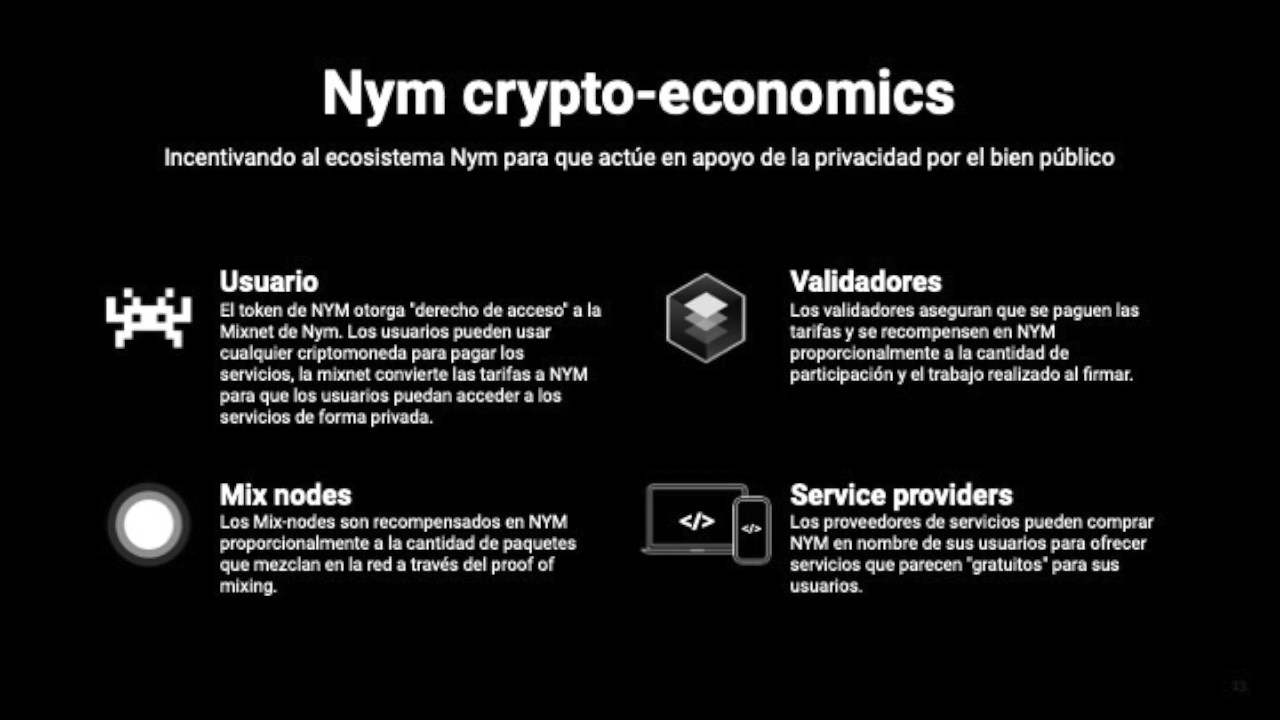 Nym crypto-economics
Incentivando al ecosistema Nym para que actúe en apoyo de la privacidad por el bien público
Usuario
El token de NYM otorga "derecho de acceso" a la
Mixnet de Nym. Los usuarios pueden usar
cualquier criptomoneda para pagar los
servicios, la mixnet convierte las tarifas a NYM
para que los usuarios puedan acceder a los
servicios de forma privada.
Validadores
Los validadores aseguran que se paguen las
tarifas y se recompensen en NYM
proporcionalmente a la cantidad de
participación y el trabajo realizado al firmar.
Mix nodes
Los Mix-nodes son recompensados en NYM
proporcionalmente a la cantidad de paquetes
que mezclan en la red a través del proof of
mixing.
</>
</>
Service providers
Los proveedores de servicios pueden comprar
NYM en nombre de sus usuarios para ofrecer
servicios que parecen "gratuitos" para sus
usuarios.
13